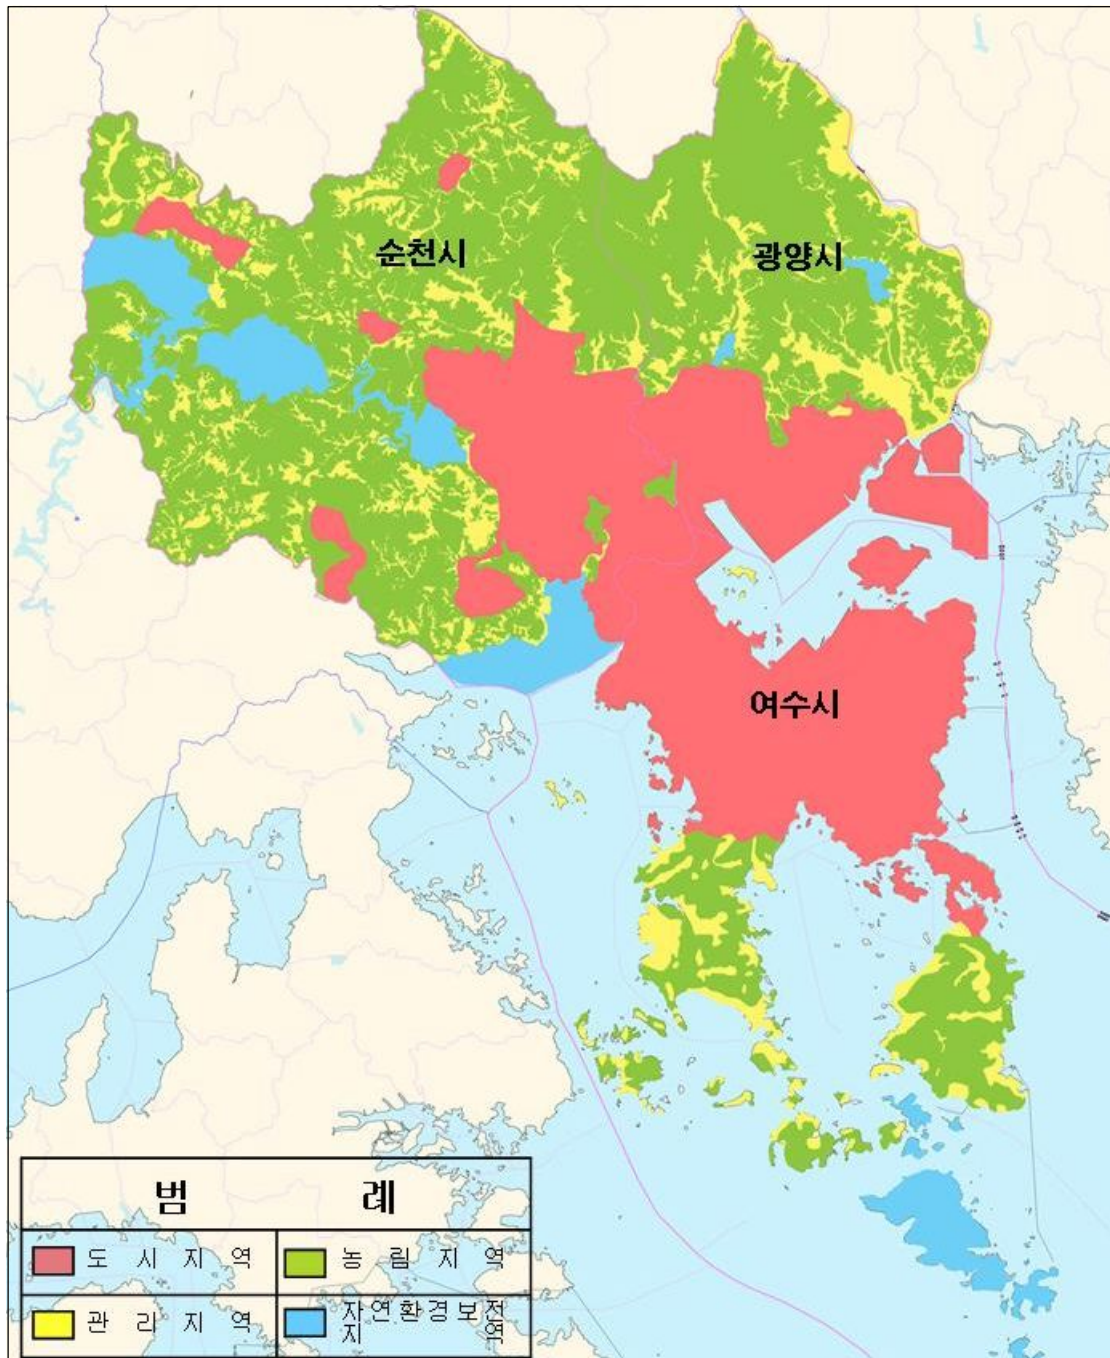 순천시
광양시
여수시
범 례
도 시 지 역
농 림 지 역
관 리 지 역
자연환경보전
지 역